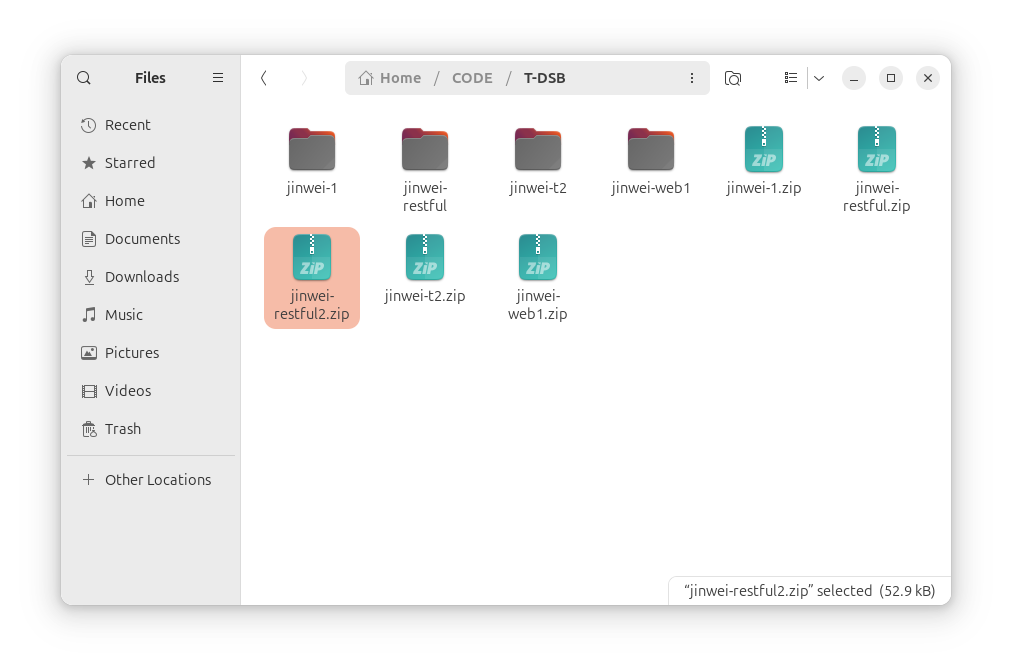 Files
Home / CODE / T-DSB
Recent
Starred
Home
Documents
Downloads
Music
Pictures
Videos
Trash
Other Locations
jinwei-1
jinwei-
restful
jinwei-t2
jinwei-web1
ZiP
jinwei-1.zip
ZiP
jinwei-
restful.zip
ZiP
jinwei-
restful2.zip
ZiP
jinwei-t2.zip
ZiP
jinwei-
web1.zip
“jinwei-restful2.zip” selected (52.9 kB)